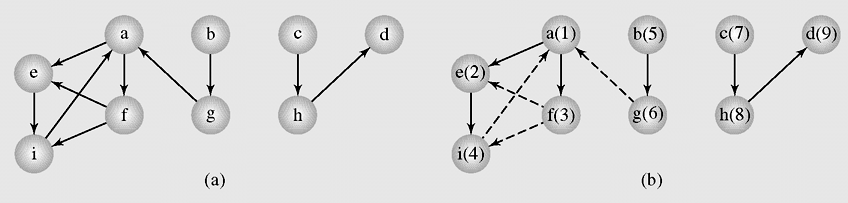 a b c d
e
f g h
i
(a)
a(1) b(5) c(7) d(9)
e(2)
f(3) g(6) h(8)
i(4)
(b)